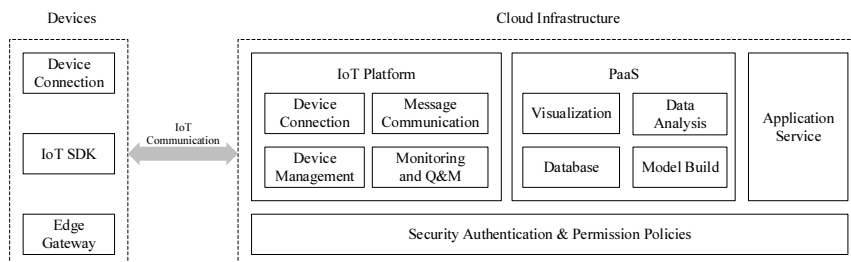 Devices
Cloud Infrastructure
Device
Connection
IoT SDK
Edge
Gateway
IoT
Communication
IoT Platform
Device
Connection
Message
Communication
Device
Management
Monitoring
and Q&M
PaaS
Visualization
Data
Analysis
Database
Model Build
Application
Service
Security Authentication & Permission Policies